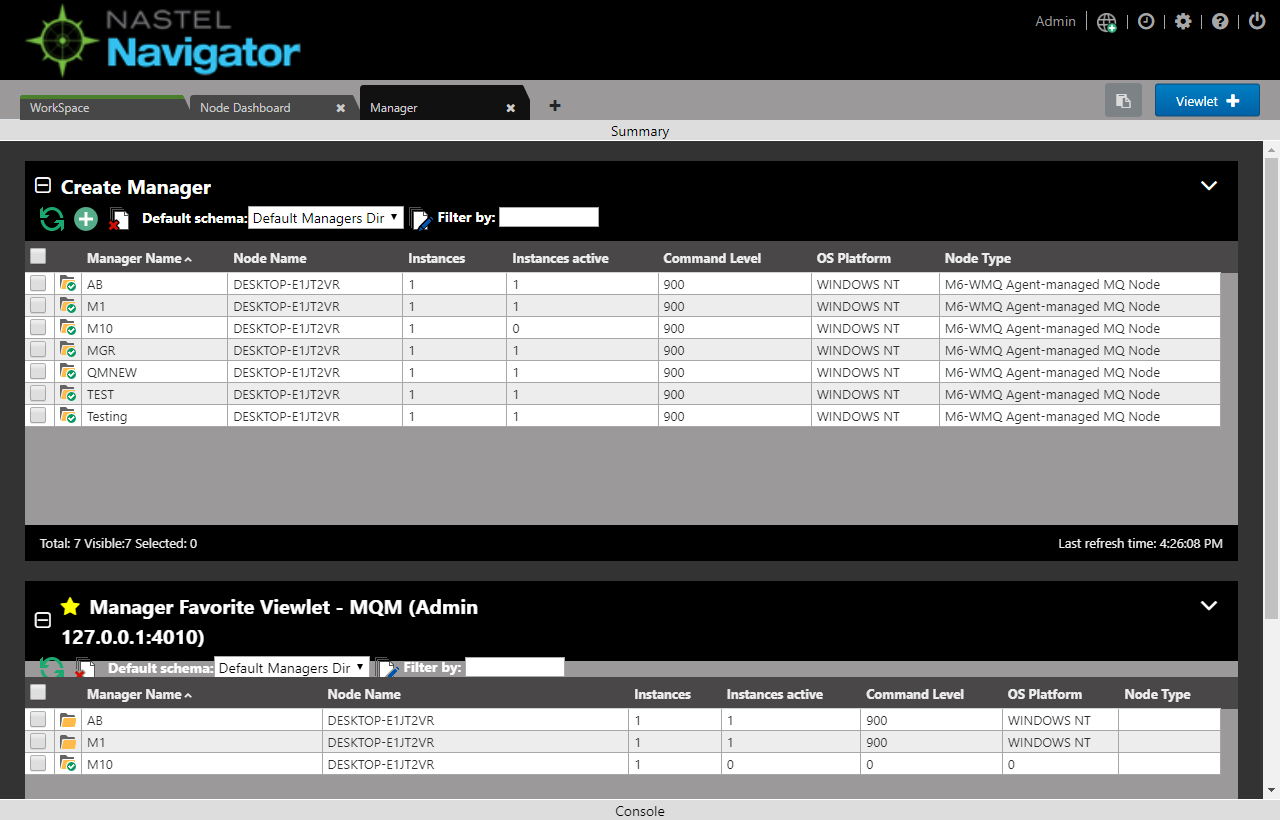 NASTEL
Navigator
Admin
WorkSpace
Node Dashboard
Manager
Viewlet
Summary
Create Manager
Default schema: Default Managers Dir Filter by:
Manager Name Node Name Instances Instances active Command Level OS Platform Node Type
AB DESKTOP-E1JT2VR 1 1 900 WINDOWS NT M6-WMQ Agent-managed MQ Node
M1 DESKTOP-E1JT2VR 1 1 900 WINDOWS NT M6-WMQ Agent-managed MQ Node
M10 DESKTOP-E1JT2VR 1 0 900 WINDOWS NT M6-WMQ Agent-managed MQ Node
MGR DESKTOP-E1JT2VR 1 1 900 WINDOWS NT M6-WMQ Agent-managed MQ Node
QMNEW DESKTOP-E1JT2VR 1 1 900 WINDOWS NT M6-WMQ Agent-managed MQ Node
TEST DESKTOP-E1JT2VR 1 1 900 WINDOWS NT M6-WMQ Agent-managed MQ Node
Testing DESKTOP-E1JT2VR 1 1 900 WINDOWS NT M6-WMQ Agent-managed MQ Node
Total: 7 Visible:7 Selected: 0 Last refresh time: 4:26:08 PM
Manager Favorite Viewlet - MQM (Admin
127.0.0.1:4010)
Default schema: Default Managers Dir Filter by:
Manager Name Node Name Instances Instances active Command Level OS Platform Node Type
AB DESKTOP-E1JT2VR 1 1 900 WINDOWS NT
M1 DESKTOP-E1JT2VR 1 1 900 WINDOWS NT
M10 DESKTOP-E1JT2VR 1 0 0 0
Console